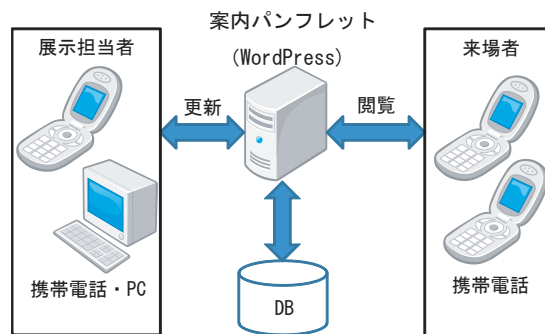 案内パンフレット
(WordPress)
展示担当者
更新
携帯電話・PC
閲覧
来場者
携帯電話
DB